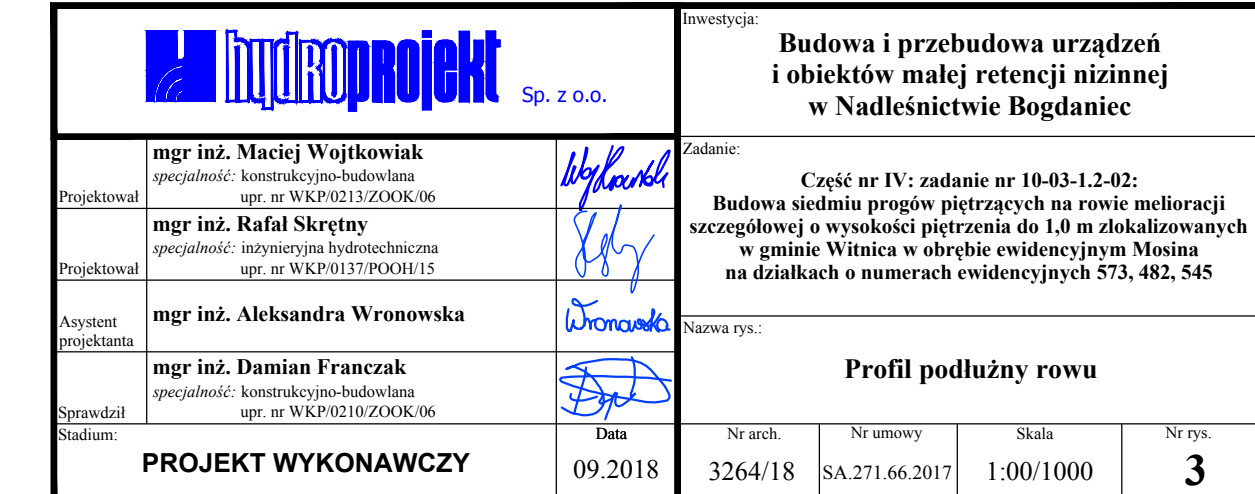 hydroprojekt Sp. z o.o.
Projektował
mgr inż. Maciej Wojtkowiak
specjalność: konstrukcyjno-budowlana
upr. nr WKP/0213/ZOOK/06
Wojtkowiak
Projektował
mgr inż. Rafał Skrętny
specjalność: inżynieryjna hydrotechniczna
upr. nr WKP/0137/POOH/15
Asystent
projektanta
mgr inż. Aleksandra Wronowska
Wronowska
Sprawdził
mgr inż. Damian Franczak
specjalność: konstrukcyjno-budowlana
upr. nr WKP/0210/ZOOK/06
Stadium:
PROJEKT WYKONAWCZY
Data
09.2018
Inwestycja:
Budowa i przebudowa urządzeń
i obiektów małej retencji nizinnej
w Nadleśnictwie Bogdaniec
Zadanie:
Część nr IV: zadanie nr 10-03-1.2-02:
Budowa siedmiu progów piętrzących na rowie melioracji
szczegółowej o wysokości piętrzenia do 1,0 m zlokalizowanych
w gminie Witnica w obrębie ewidencyjnym Mosina
na działkach o numerach ewidencyjnych 573, 482, 545
Nazwa rys.:
Profil podłużny rowu
Nr arch.
3264/18
Nr umowy
SA.271.66.2017
Skala
1:00/1000
Nr rys.
3